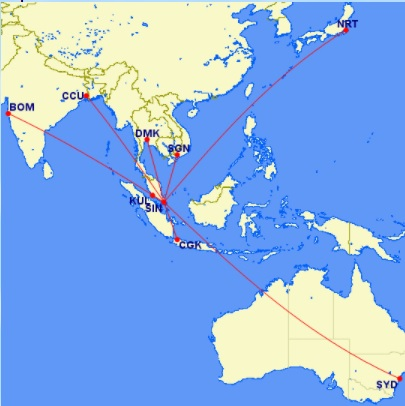 NRT
CCU
BOM
DMK
SGN
KUL
SIN
CGK
SYD